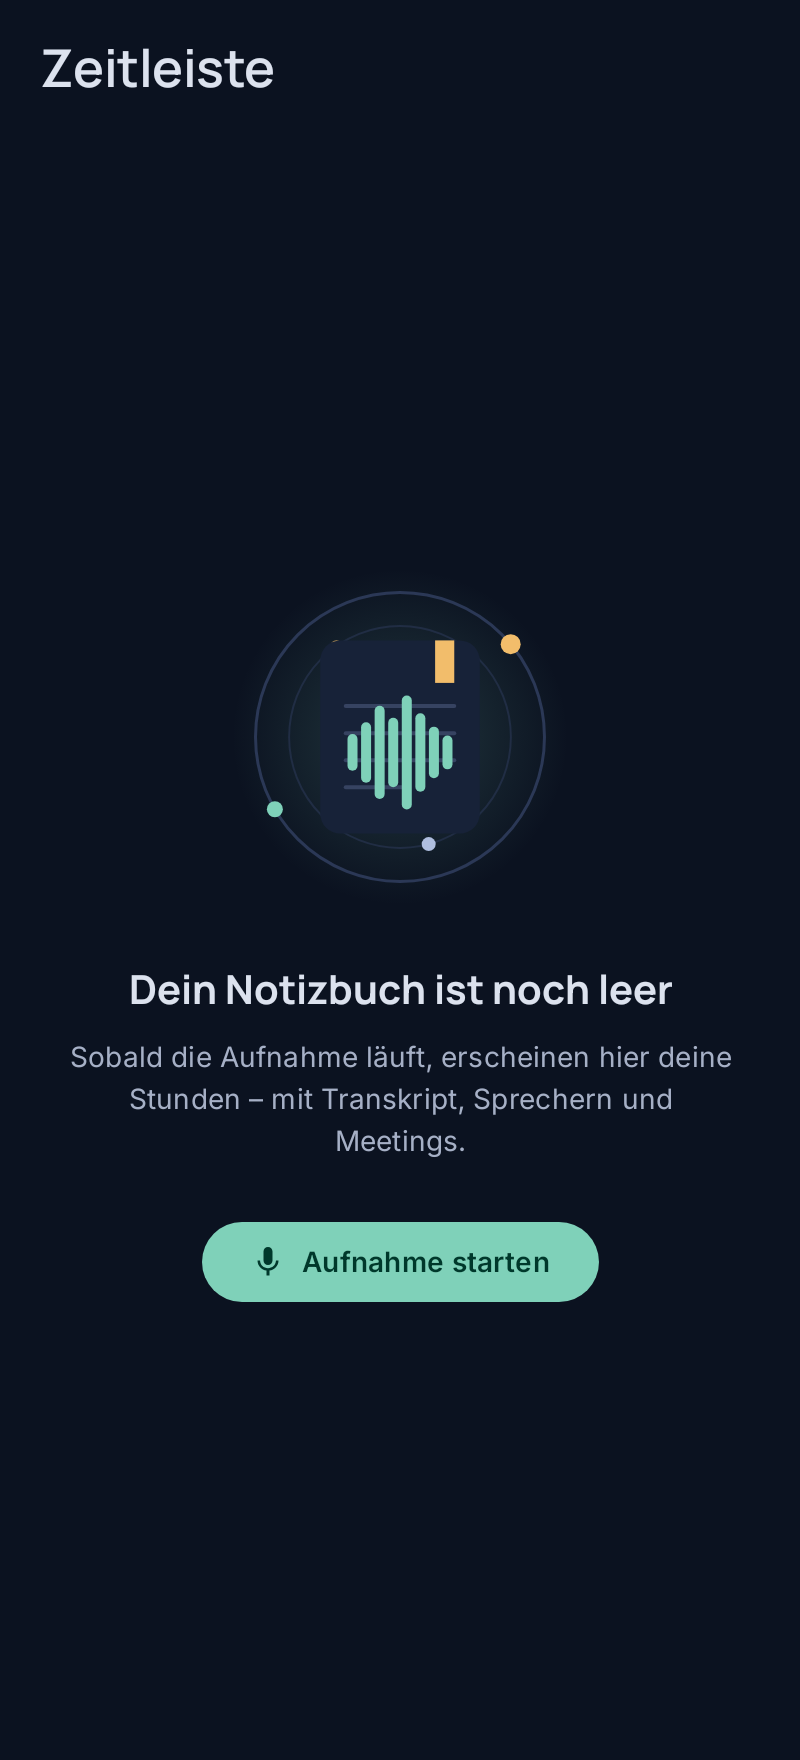 Zeitleiste
Dein Notizbuch ist noch leer
Sobald die Aufnahme läuft, erscheinen hier deine
Stunden – mit Transkript, Sprechern und
Meetings.
Aufnahme starten